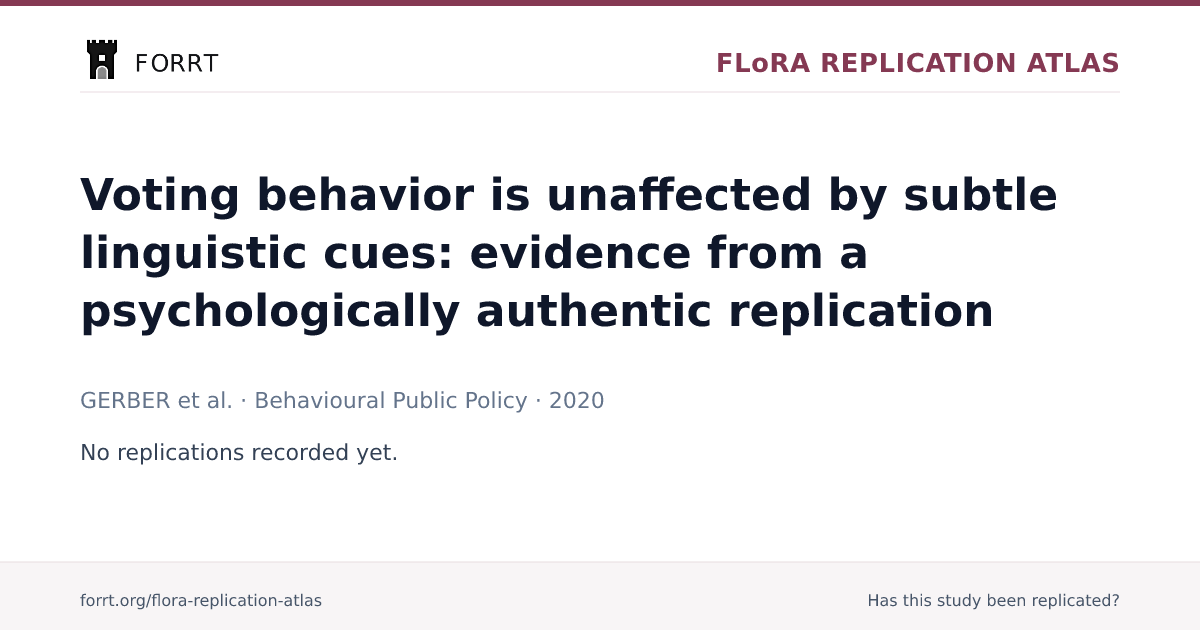 FORRT
FLoRA REPLICATION ATLAS
Voting behavior is unaffected by subtle
linguistic cues: evidence from a
psychologically authentic replication
GERBER et al. · Behavioural Public Policy · 2020
No replications recorded yet.
forrt.org/flora-replication-atlas
Has this study been replicated?